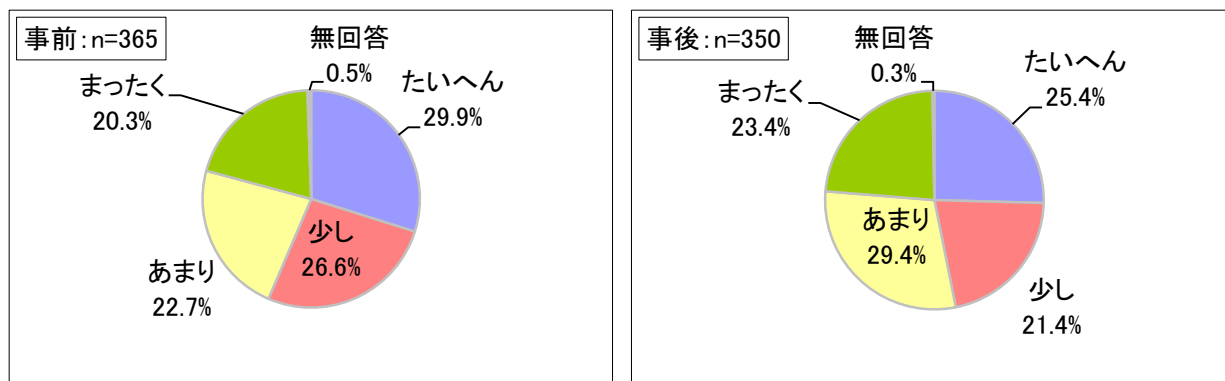 事前：n=365
無回答
0.5%
たいへん
29.9%
まったく
20.3%
少し
26.6%
あまり
22.7%
事後：n=350
無回答
0.3%
たいへん
25.4%
まったく
23.4%
あまり
29.4%
少し
21.4%